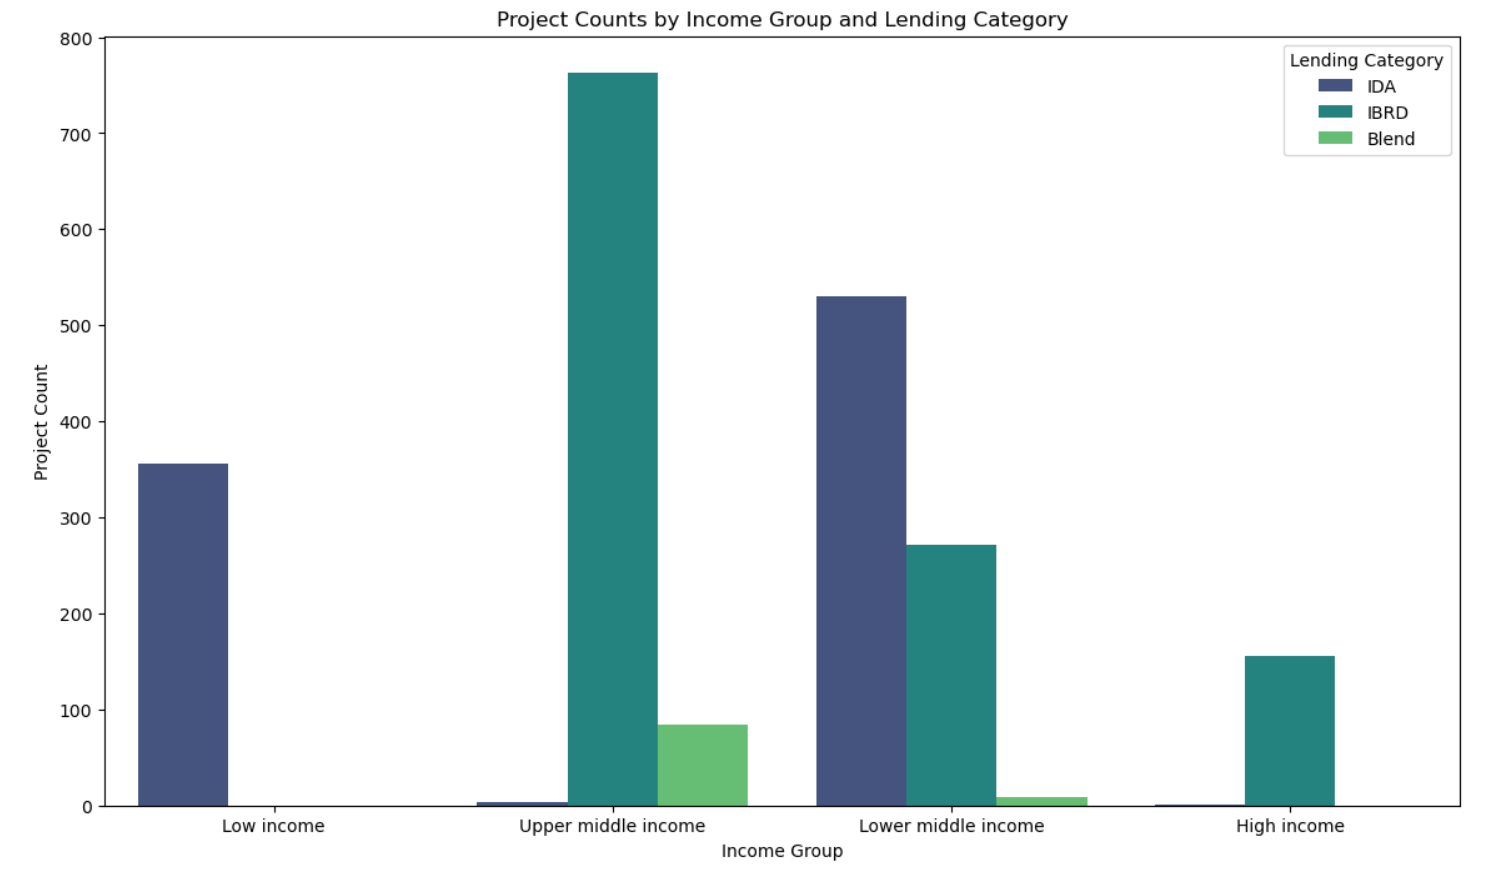 Project Counts by Income Group and Lending Category
Lending Category
IDA
IBRD
Blend
Project Count
800
700
600
500
400
300
200
100
0
Low income
Upper middle income
Lower middle income
High income
Income Group